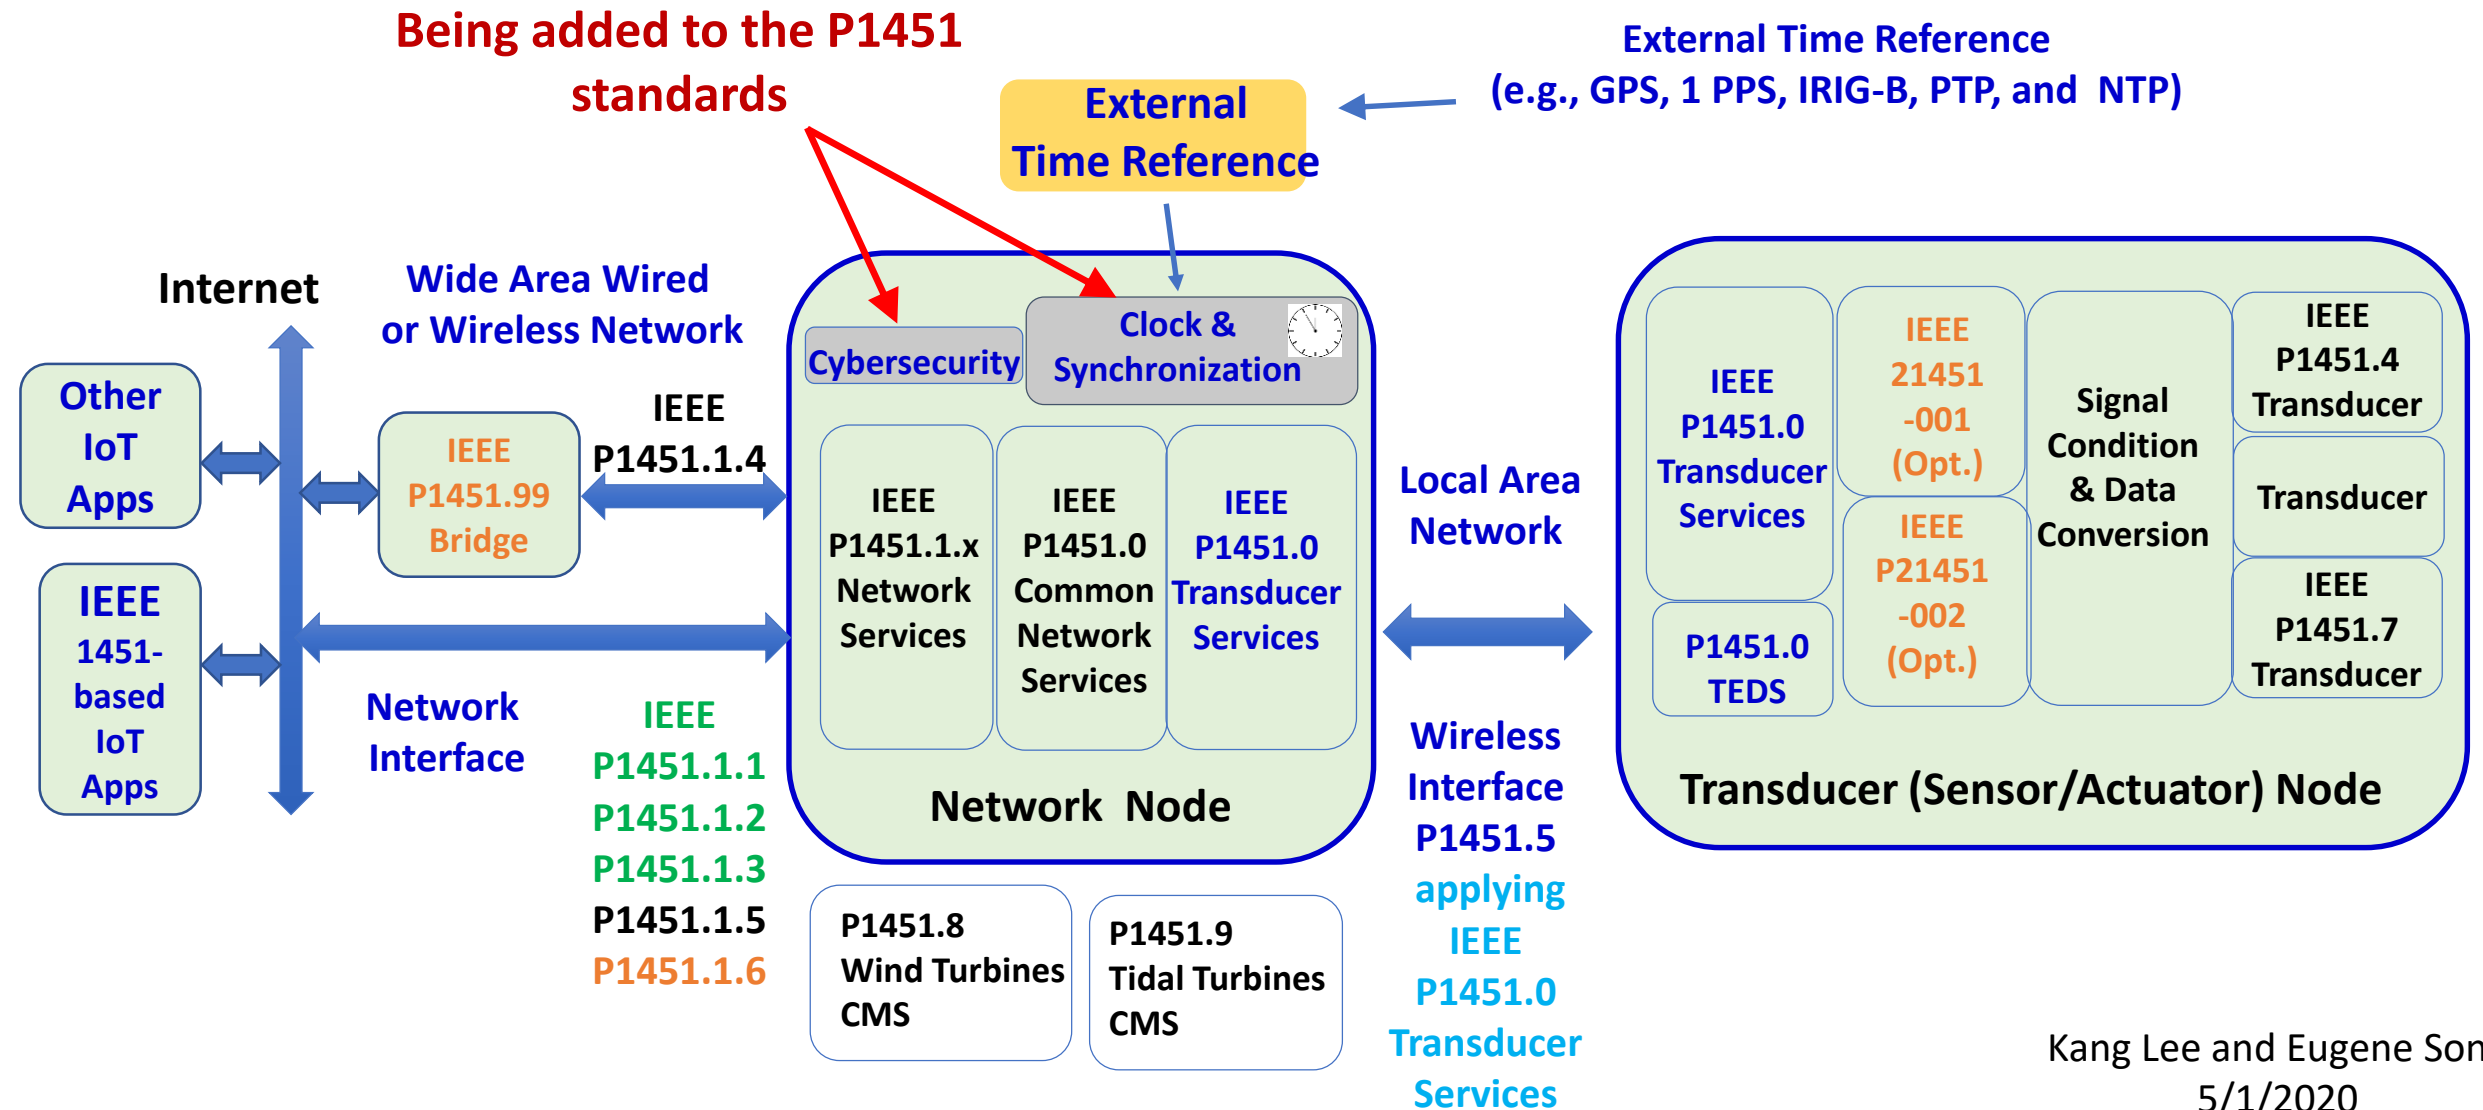 Being added to the P1451
standards
External Time Reference
(e.g., GPS, 1 PPS, IRIG-B, PTP, and NTP)
External
Time Reference
Internet
Wide Area Wired
or Wireless Network
Other
IoT
Apps
IEEE
1451-
based
IoT
Apps
IEEE
P1451.99
Bridge
IEEE
P1451.1.4
Network
Interface
IEEE
P1451.1.1
P1451.1.2
P1451.1.3
P1451.1.5
P1451.1.6
Cybersecurity
Clock &
Synchronization
IEEE
P1451.1.x
Network
Services
IEEE
P1451.0
Common
Network
Services
IEEE
P1451.0
Transducer
Services
Network Node
P1451.8
Wind Turbines
CMS
P1451.9
Tidal Turbines
CMS
Local Area
Network
Wireless
Interface
P1451.5
applying
IEEE
P1451.0
Transducer
Services
IEEE
P1451.0
Transducer
Services
P1451.0
TEDS
IEEE
21451
-001
(Opt.)
IEEE
P21451
-002
(Opt.)
Signal
Condition
& Data
Conversion
IEEE
P1451.4
Transducer
Transducer
IEEE
P1451.7
Transducer
Transducer (Sensor/Actuator) Node
Kang Lee and Eugene Son
5/1/2020